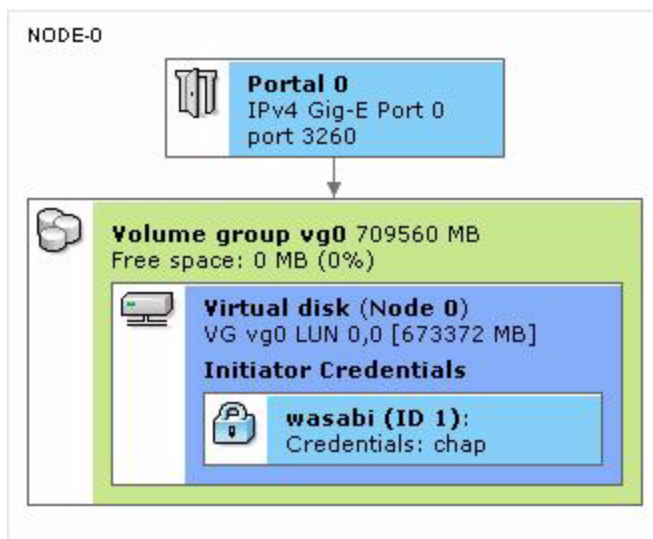 NODE-0
Portal 0
IPv4 Gig-E Port 0
port 3260
Volume group vg0 709560 MB
Free space: 0 MB (0%)
Virtual disk (Node 0)
VG vg0 LUN 0,0 [673372 MB]
Initiator Credentials
wasabi (ID 1):
Credentials: chap